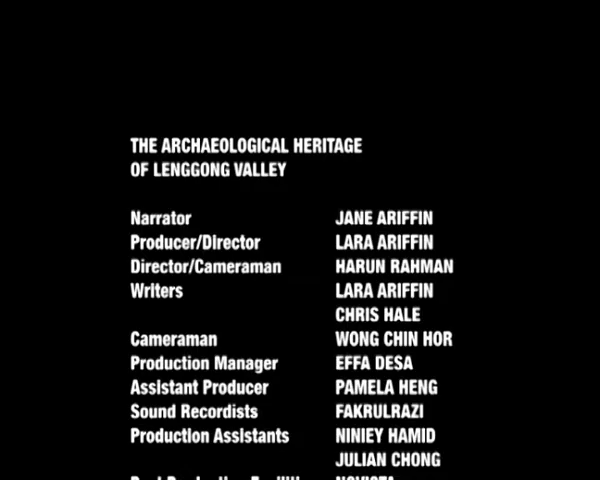 THE ARCHAEOLOGICAL HERITAGE
OF LENGGONG VALLEY
Narrator JANE ARIFFIN
Producer/Director LARA ARIFFIN
Director/Cameraman HARUN RAHMAN
Writers LARA ARIFFIN
CHRIS HALE
Cameraman WONG CHIN HOR
Production Manager EFFA DESA
Assistant Producer PAMELA HENG
Sound Recordists FAKRULRAZI
Production Assistants NINIEY HAMID
JULIAN CHONG